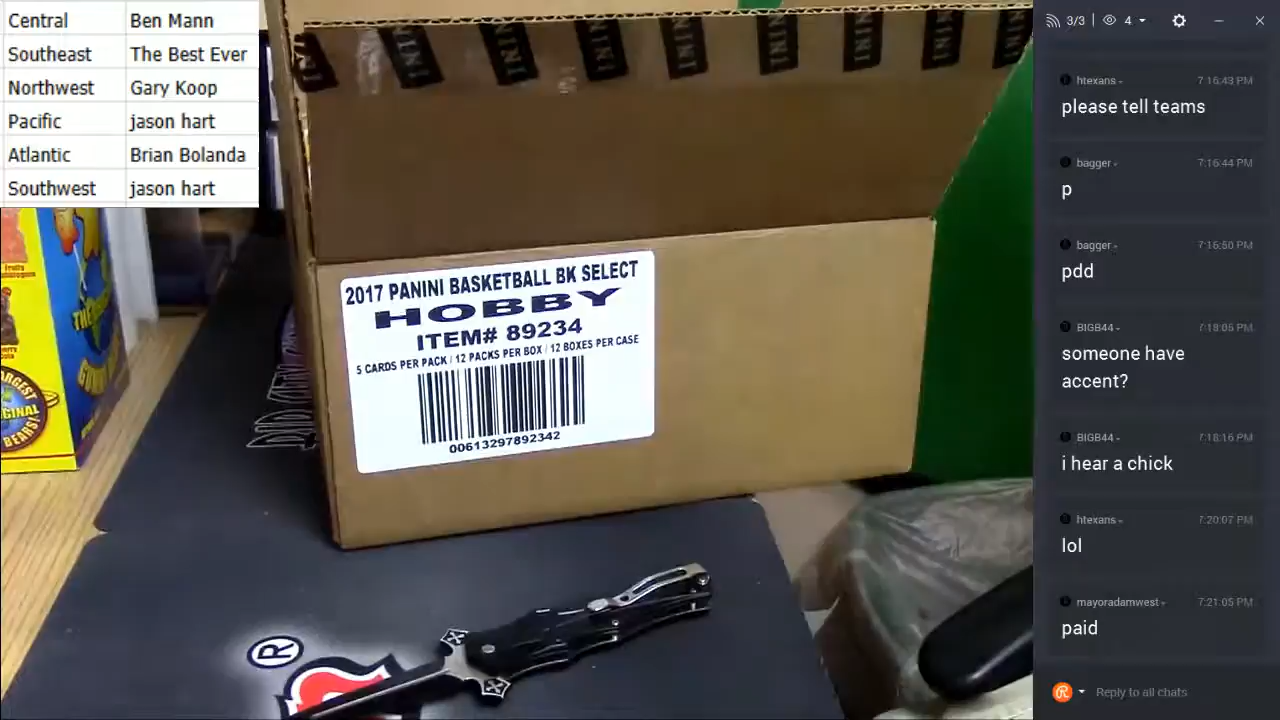 Central Ben Mann
Southeast The Best Ever
Northwest Gary Koop
Pacific jason hart
Atlantic Brian Bolanda
Southwest jason hart
2017 PANINI BASKETBALL BK SELECT
HOBBY
ITEM# 89234
5 CARDS PER PACK / 12 PACKS PER BOX / 12 BOXES PER CASE
00613297892342
ORIGINAL
®
3/3 4
htexans 7:16:43 PM
please tell teams
bagger 7:16:44 PM
p
bagger 7:16:50 PM
pdd
BIGB44 7:18:05 PM
someone have
accent?
BIGB44 7:18:16 PM
i hear a chick
htexans 7:20:07 PM
lol
mayoradamwest 7:21:05 PM
paid
Reply to all chats